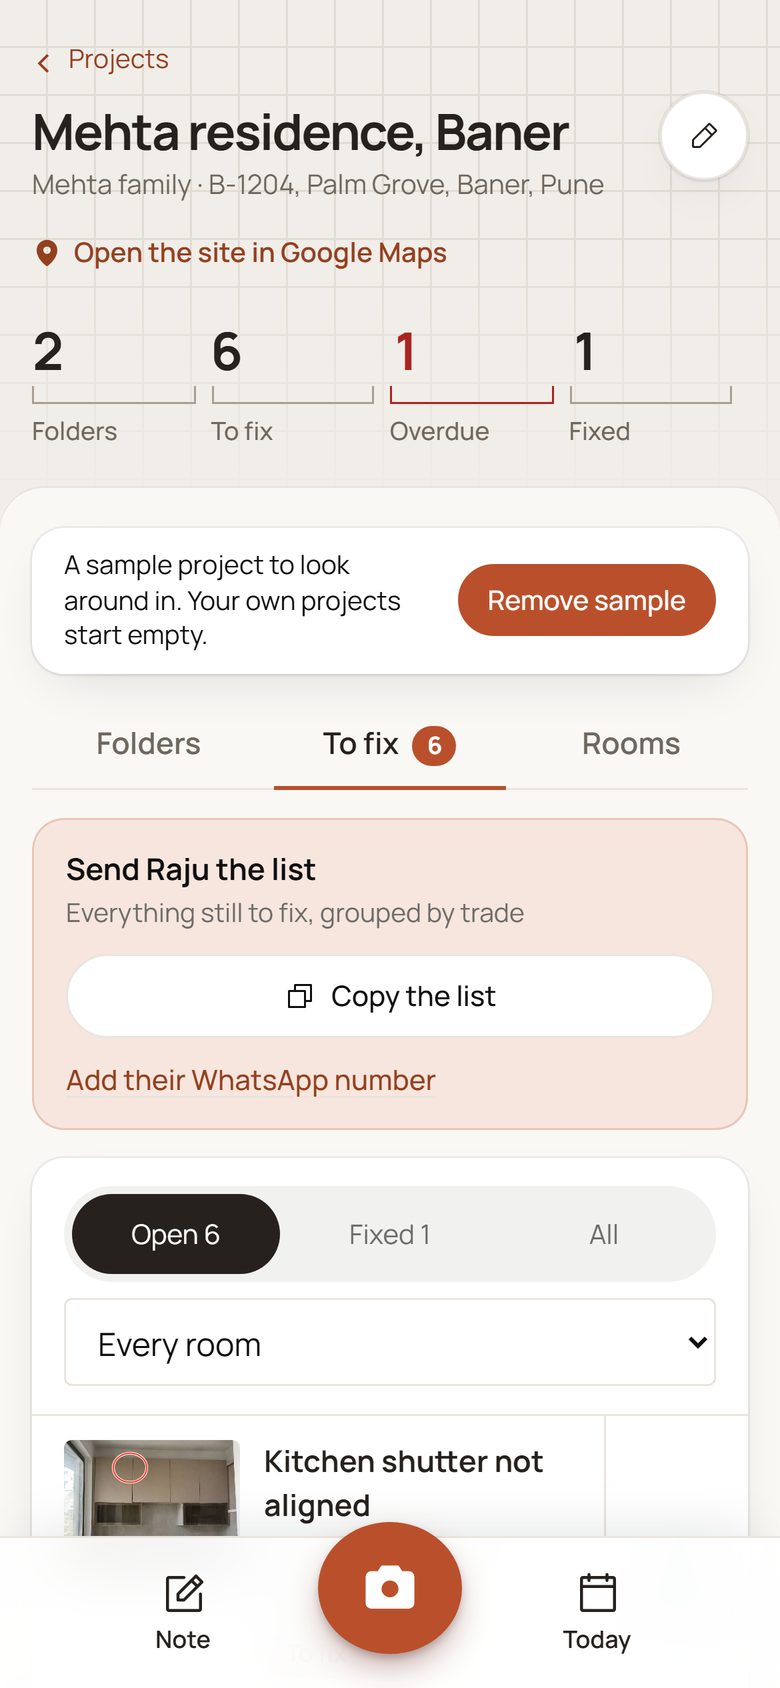 Projects
Mehta residence, Baner
Mehta family · B-1204, Palm Grove, Baner, Pune
Open the site in Google Maps
2
Folders
6
To fix
1
Overdue
1
Fixed
A sample project to look
around in. Your own projects
start empty.
Remove sample
Folders
To fix 6
Rooms
Send Raju the list
Everything still to fix, grouped by trade
Copy the list
Add their WhatsApp number
Open 6
Fixed 1
All
Every room
Kitchen shutter not
aligned
To fix
Note
Today